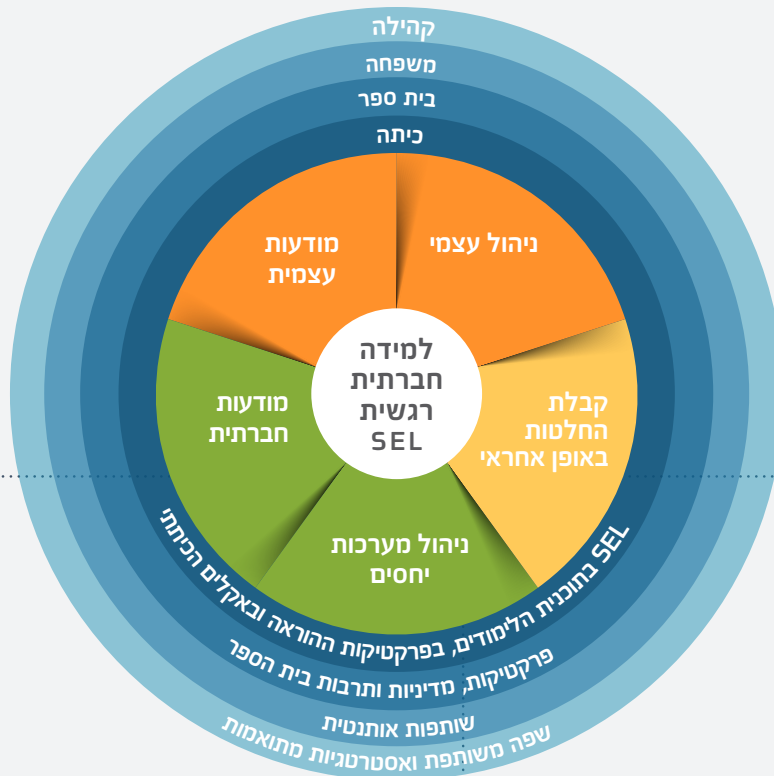 קהילה
משפחה
בית ספר
כיתה
ניהול עצמי
מודעות
עצמית
למידה
חברתית
רגשית
SEL
קבלת
החלטות
באופן אחראי
מודעות
חברתית
ניהול מערכות
יחסים
SEL בתוכנית הלימודים, בפרקטיקות ההוראה ובאקלים הכיתתי
פרקטיקות, מדיניות ותרבות בית הספר
שותפות אותנטית
שפה משותפת ואסטרטגיות מתואמות